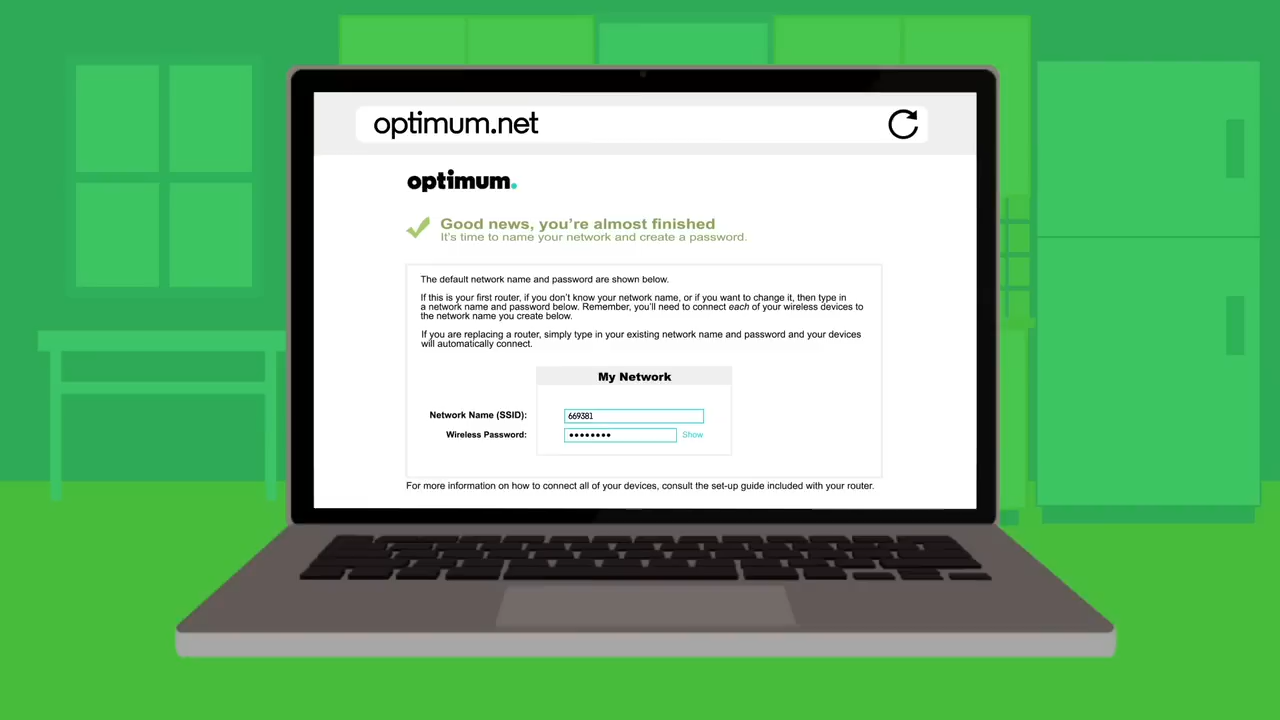 optimum.net
optimum.
Good news, you're almost finished
It's time to name your network and create a password.
The default network name and password are shown below.
If this is your first router, if you don't know your network name, or if you want to change it, then type in
a network name and password below. Remember, you'll need to connect each of your wireless devices to
the network name you create below.
If you are replacing a router, simply type in your existing network name and password and your devices
will automatically connect.
My Network
Network Name (SSID): 669381
Wireless Password: •••••••• Show
For more information on how to connect all of your devices, consult the set-up guide included with your router.